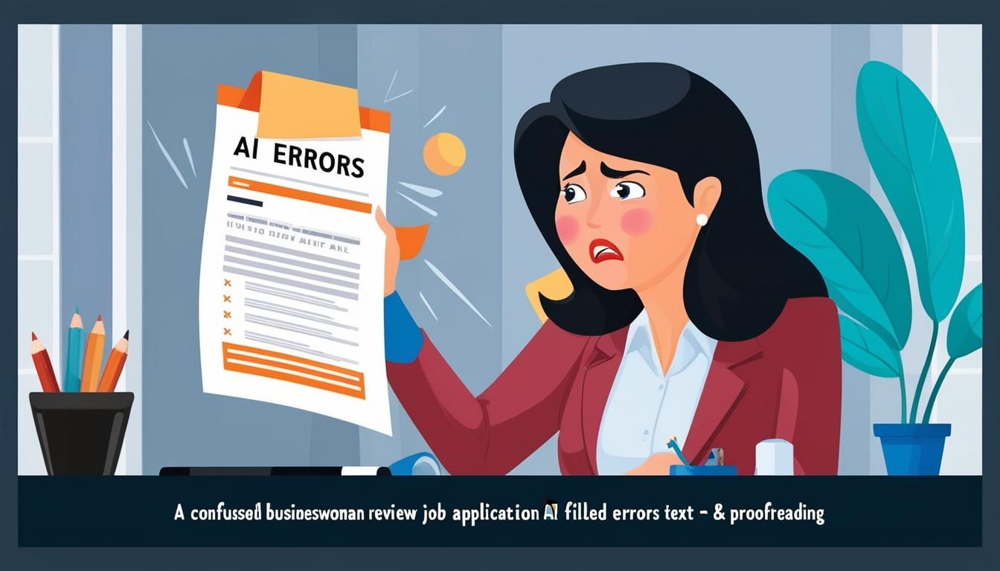 AI ERRORS
A confussed busineswonan review job application AI filled errors text - & proofreading